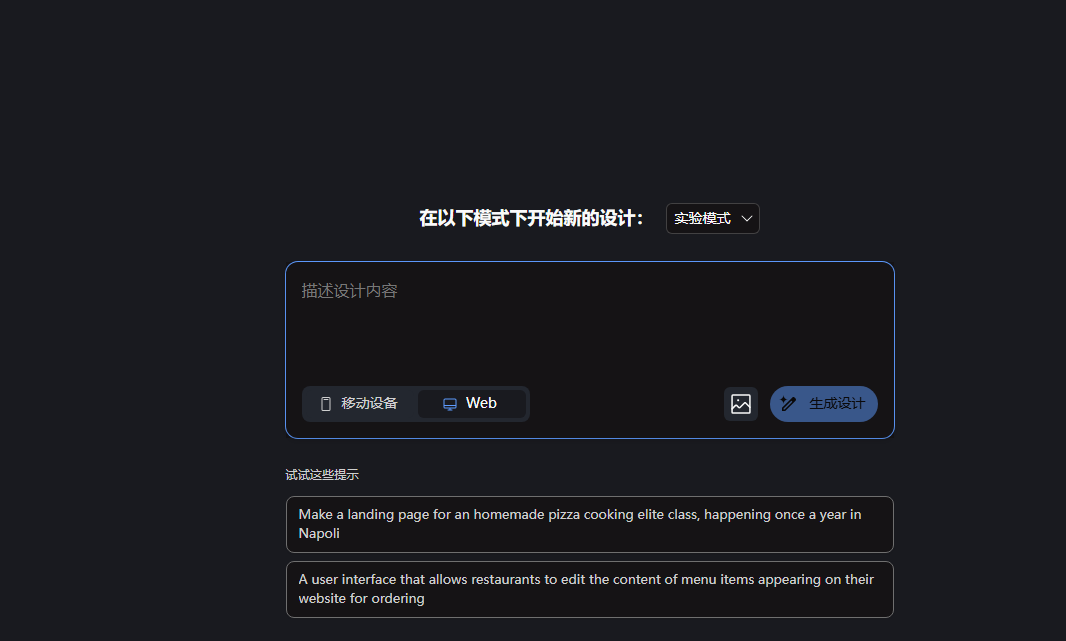 在以下模式下开始新的设计：
实验模式
描述设计内容
移动设备
Web
生成设计
试试这些提示
Make a landing page for an homemade pizza cooking elite class, happening once a year in
Napoli
A user interface that allows restaurants to edit the content of menu items appearing on their
website for ordering